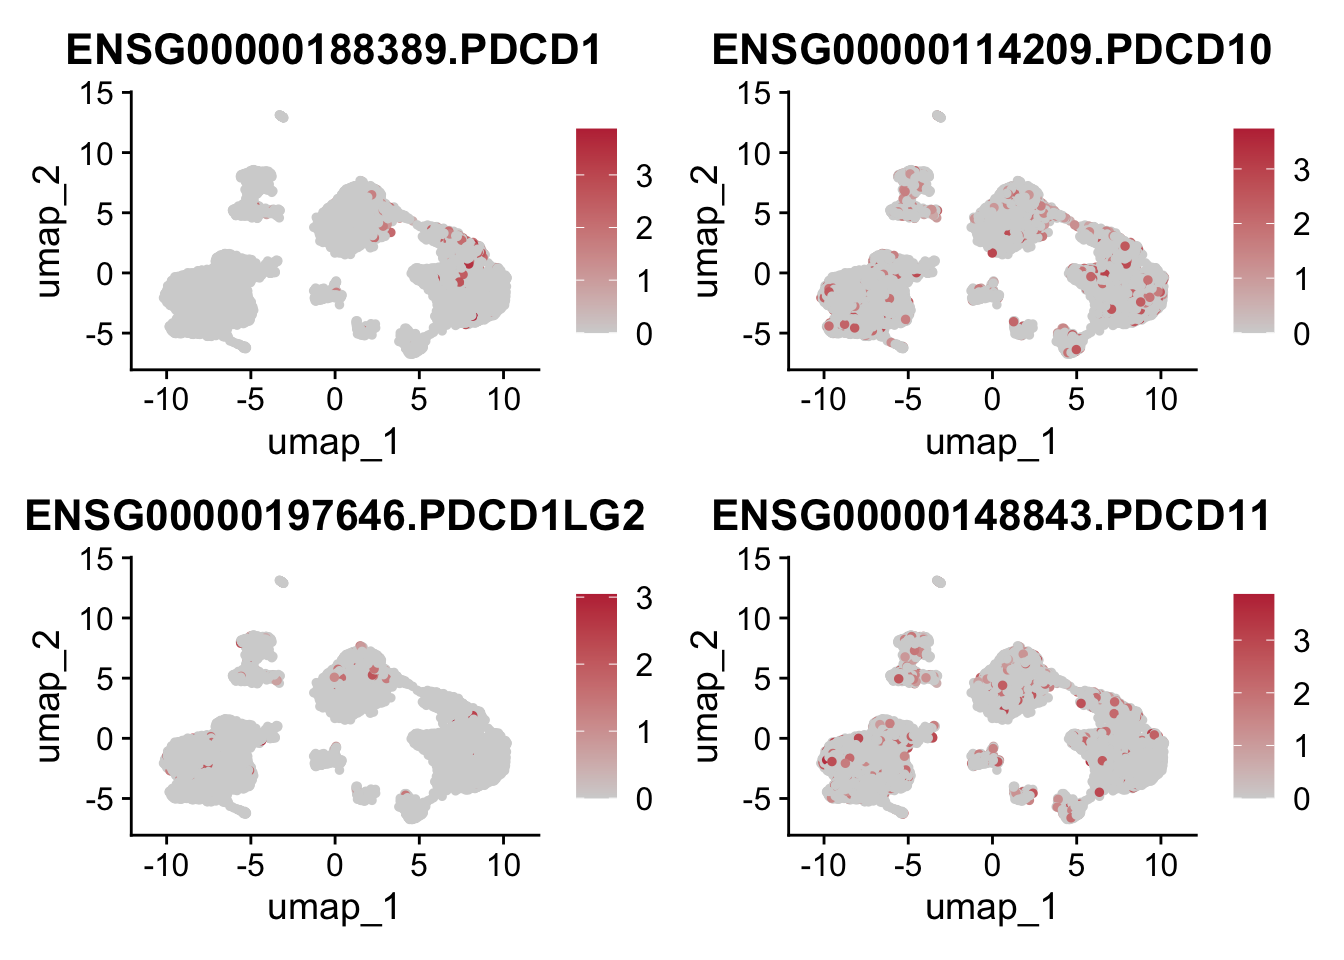 ENSG00000188389.PDCD1
15
10
5
0
-5
umap_2
-10 -5 0 5 10
umap_1
3
2
1
0
ENSG00000114209.PDCD10
15
10
5
0
-5
umap_2
-10 -5 0 5 10
umap_1
3
2
1
0
ENSG00000197646.PDCD1LG2
15
10
5
0
-5
umap_2
-10 -5 0 5 10
umap_1
3
2
1
0
ENSG00000148843.PDCD11
15
10
5
0
-5
umap_2
-10 -5 0 5 10
umap_1
3
2
1
0